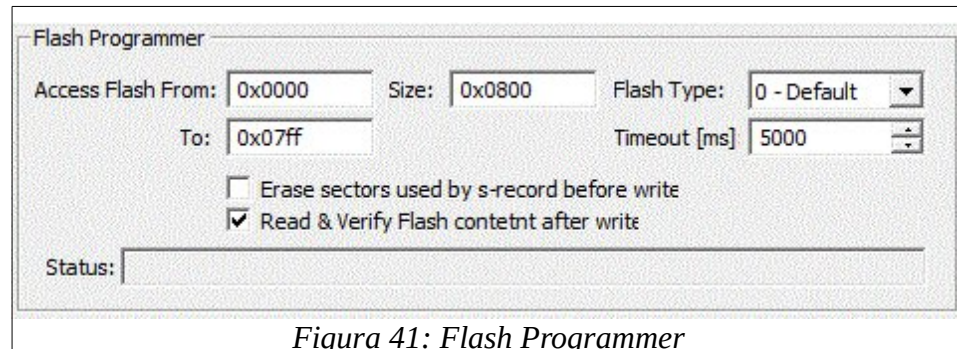 Flash Programmer
Access Flash From: 0x0000 Size: 0x0800 Flash Type: 0 - Default
To: 0x07ff Timeout [ms] 5000
Erase sectors used by s-record before write
Read & Verify Flash contetnt after write
Status:
Figura 41: Flash Programmer